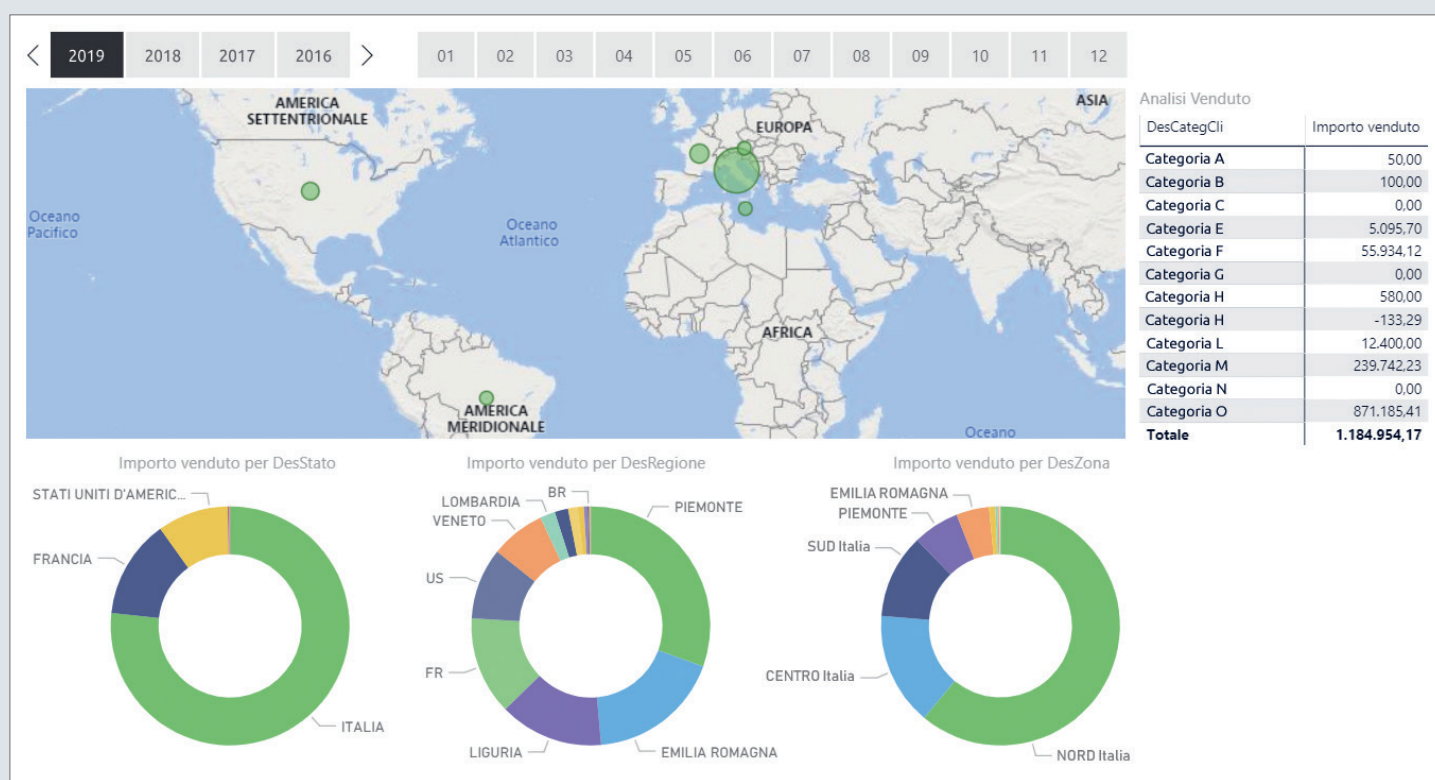 2019 2018 2017 2016 01 02 03 04 05 06 07 08 09 10 11 12
AMERICA
SETTENTRIONALE
EUROPA
ASIA
Oceano
Pacifico
Oceano
Atlantico
AFRICA
AMERICA
MERIDIONALE
Oceano
Analisi Venduto
DesCategCli Importo venduto
Categoria A 50,00
Categoria B 100,00
Categoria C 0,00
Categoria E 5.095,70
Categoria F 55.934,12
Categoria G 0,00
Categoria H 580,00
Categoria H -133,29
Categoria L 12.400,00
Categoria M 239.742,23
Categoria N 0,00
Categoria O 871.185,41
Totale 1.184.954,17
Importo venduto per DesStato
STATI UNITI D'AMERIC...
FRANCIA
ITALIA
Importo venduto per DesRegione
BR
LOMBARDIA
VENETO
PIEMONTE
US
FR
LIGURIA
EMILIA ROMAGNA
Importo venduto per DesZona
EMILIA ROMAGNA
PIEMONTE
SUD Italia
CENTRO Italia
NORD Italia